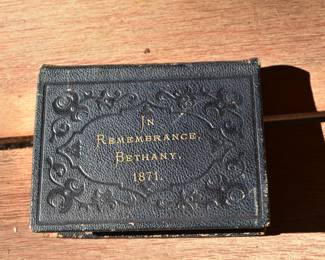 In
Remembrance,
Bethany,
1871.